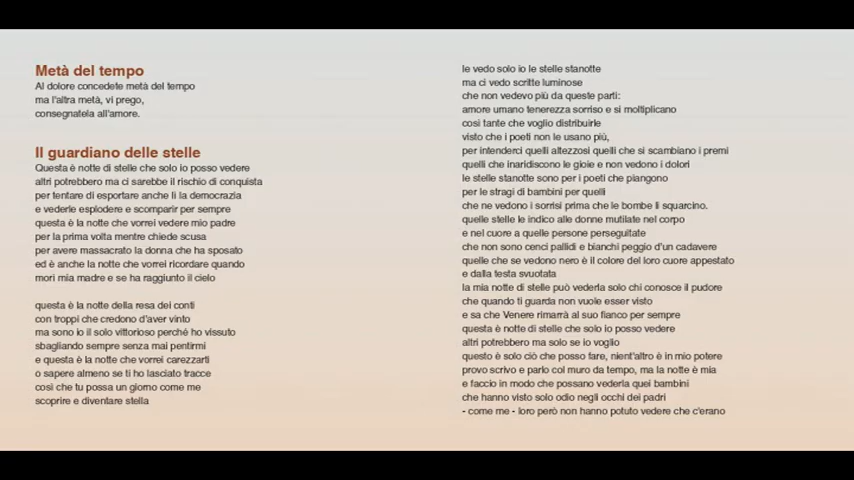 Metà del tempo
Al dolore concedete metà del tempo
ma l'altra metà, vi prego,
consegnatela all'amore.
Il guardiano delle stelle
Questa è notte di stelle che solo io posso vedere
altri potrebbero ma ci sarebbe il rischio di conquista
per tentare di esportare anche lì la democrazia
e vederle esplodere e scomparir per sempre
questa è la notte che vorrei vedere mio padre
per la prima volta mentre chiede scusa
per avere massacrato la donna che ha sposato
ed è anche la notte che vorrei ricordare quando
morì mia madre e se ha raggiunto il cielo
questa è la notte della resa dei conti
con troppi che credono d'aver vinto
ma sono io il solo vittorioso perché ho vissuto
sbagliando sempre senza mai pentirmi
e questa è la notte che vorrei carezzarti
o sapere almeno se ti ho lasciato tracce
così che tu possa un giorno come me
scoprire e diventare stella
le vedo solo io le stelle stanotte
ma ci vedo scritte luminose
che non vedevo più da queste parti:
amore umano tenerezza sorriso e si moltiplicano
così tante che voglio distribuirle
visto che i poeti non le usano più,
per intenderci quelli altezzosi quelli che si scambiano i premi
quelli che inaridiscono le gioie e non vedono i dolori
le stelle stanotte sono per i poeti che piangono
per le stragi di bambini per quelli
che ne vedono i sorrisi prima che le bombe li squarcino.
quelle stelle le indico alle donne mutilate nel corpo
e nel cuore a quelle persone perseguitate
che non sono cenci pallidi e bianchi peggio d'un cadavere
quelle che se vedono nero è il colore del loro cuore appestato
e dalla testa svuotata
la mia notte di stelle può vederla solo chi conosce il pudore
che quando ti guarda non vuole esser visto
e sa che Venere rimarrà al suo fianco per sempre
questa è notte di stelle che solo io posso vedere
altri potrebbero ma solo se io voglio
questo è solo ciò che posso fare, nient'altro è in mio potere
provo scrivo e parlo col muro da tempo, ma la notte è mia
e faccio in modo che possano vederla quei bambini
che hanno visto solo odio negli occhi dei padri
- come me - loro però non hanno potuto vedere che c'erano